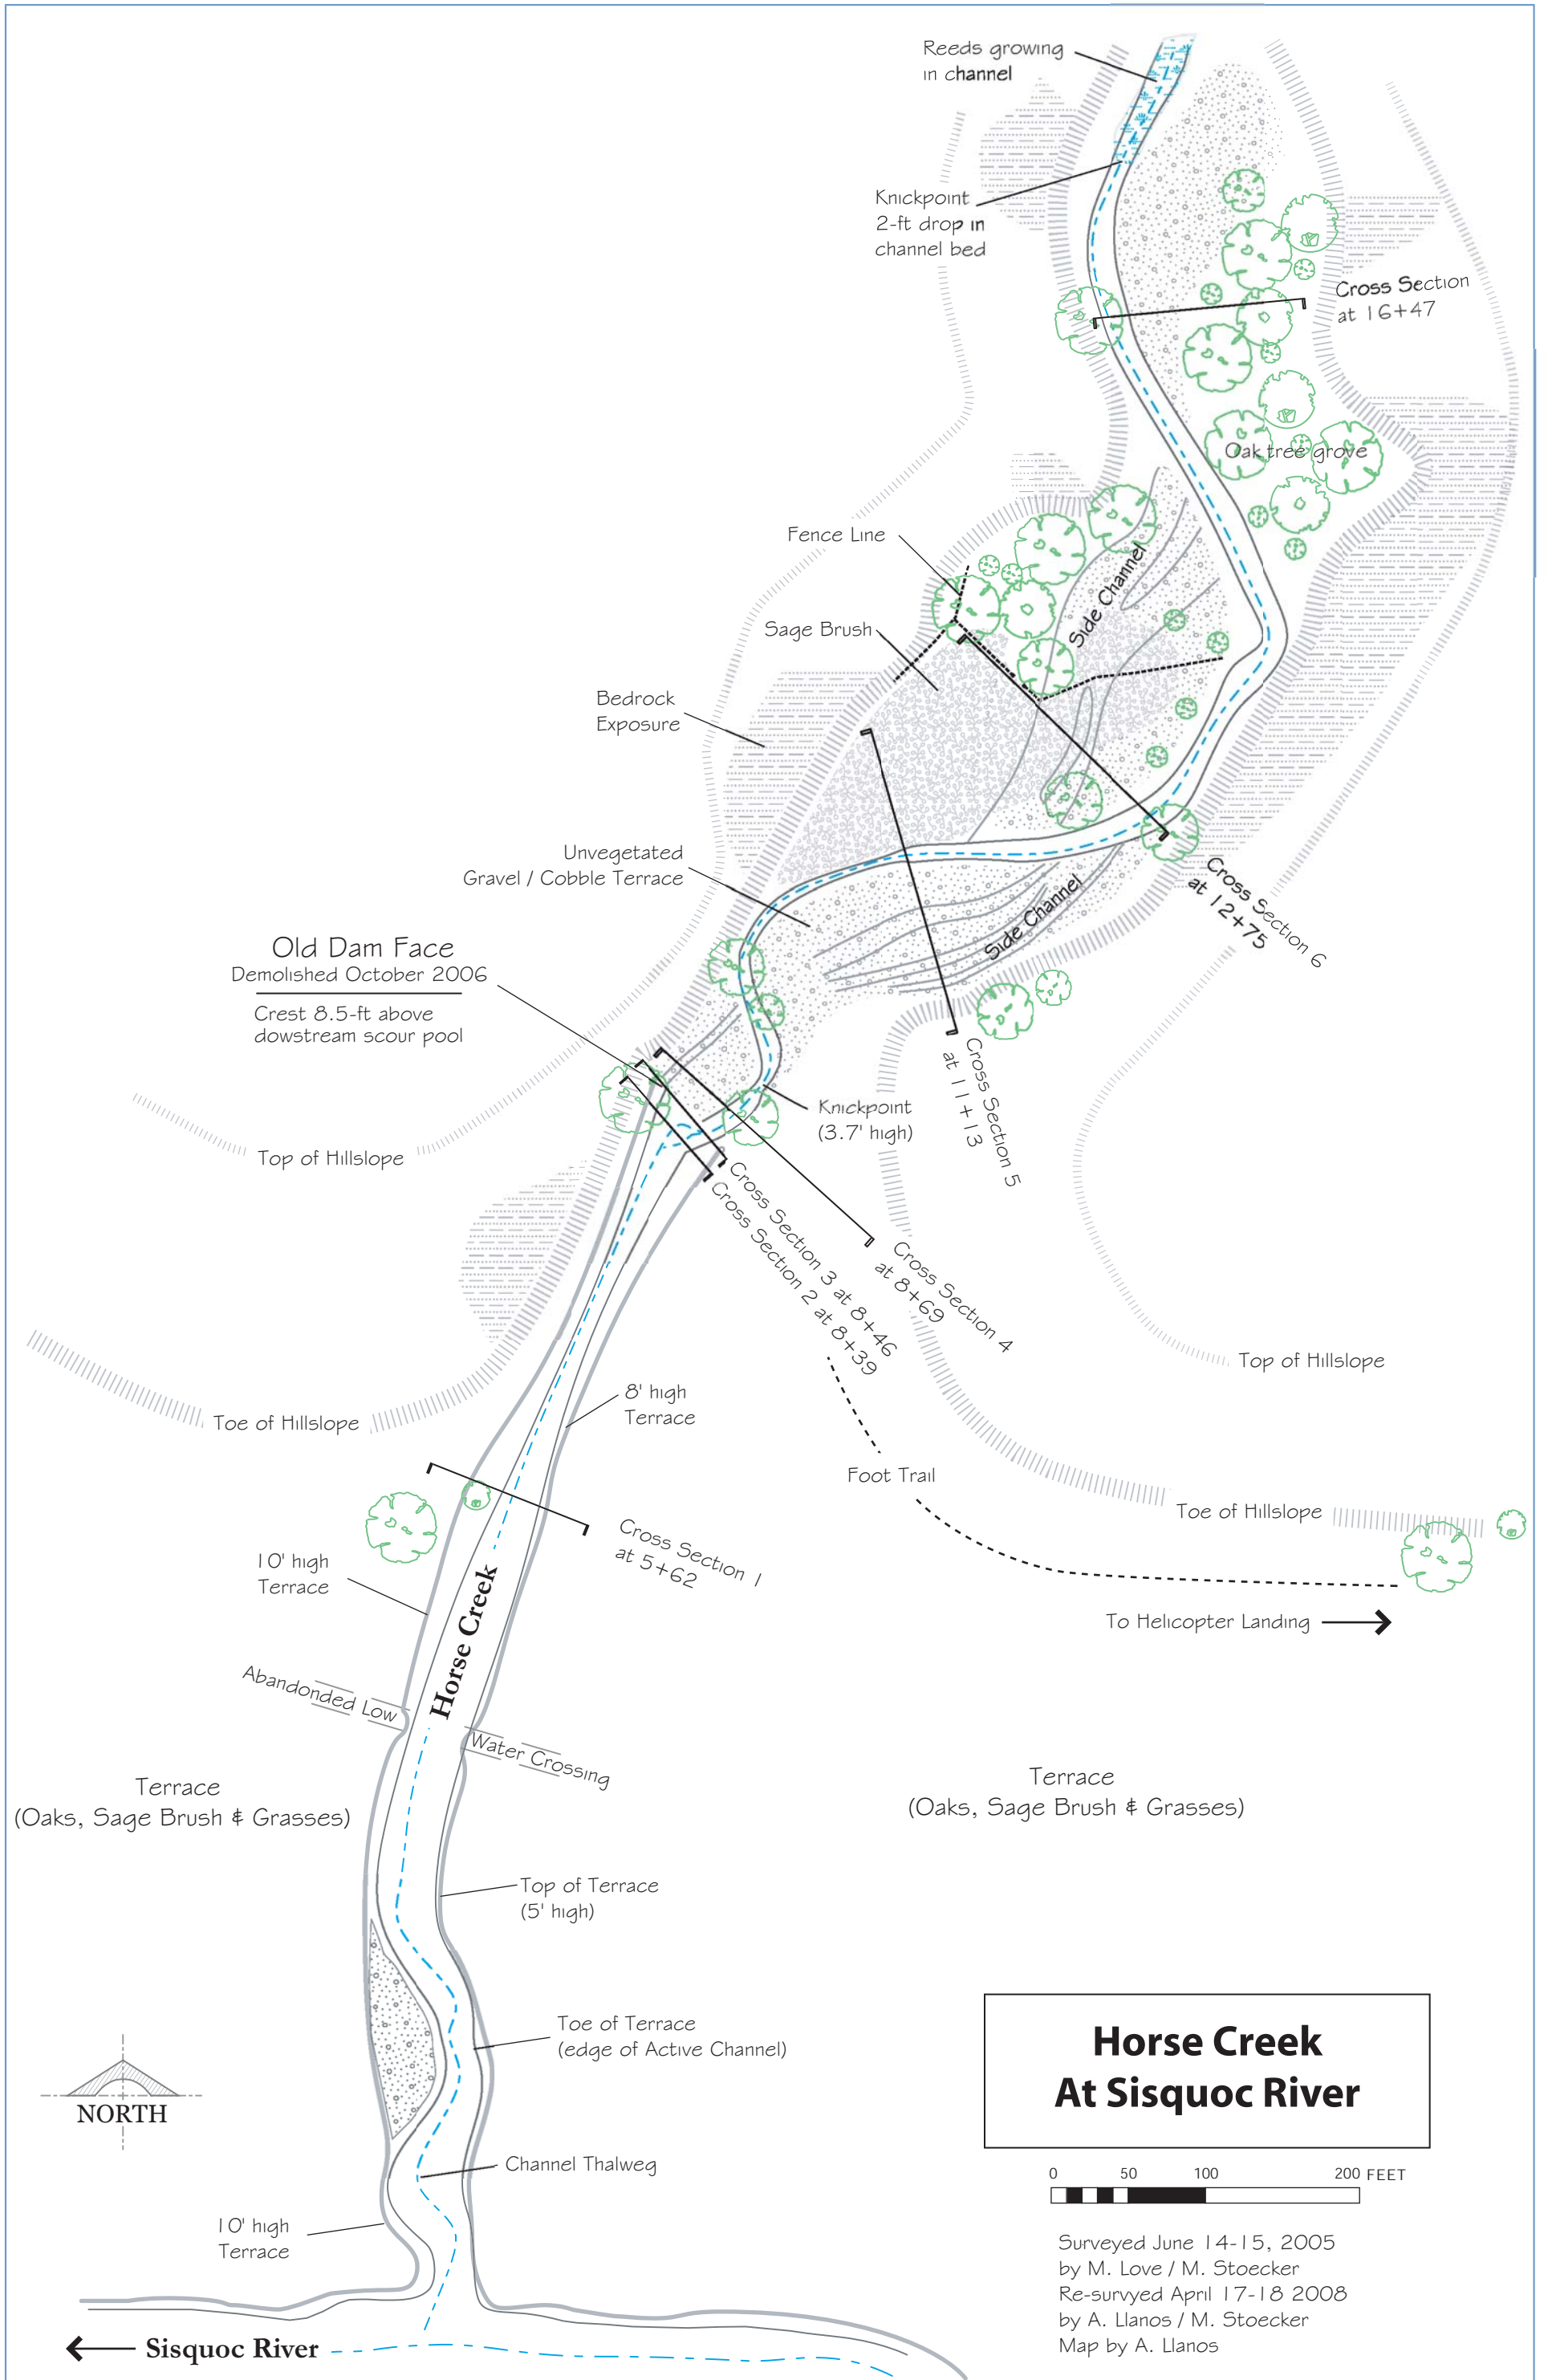 Reeds growing
in channel
Knickpoint
2-ft drop in
channel bed
Cross Section
at 16+47
Oak tree grove
Fence Line
Side Channel
Sage Brush
Bedrock
Exposure
Unvegetated
Gravel / Cobble Terrace
Side Channel
Cross Section 6
at 12+75
Old Dam Face
Demolished October 2006
Crest 8.5-ft above
dowstream scour pool
Knickpoint
(3.7' high)
Cross Section 5
at 11+13
Top of Hillslope
Cross Section 4
at 8+69
Cross Section 3 at 8+46
Cross Section 2 at 8+39
Top of Hillslope
8' high
Terrace
Toe of Hillslope
Foot Trail
Toe of Hillslope
Cross Section 1
at 5+62
10' high
Terrace
To Helicopter Landing
Horse Creek
Abandonded Low
Water Crossing
Terrace
(Oaks, Sage Brush & Grasses)
Terrace
(Oaks, Sage Brush & Grasses)
Top of Terrace
(5' high)
Toe of Terrace
(edge of Active Channel)
NORTH
Channel Thalweg
10' high
Terrace
Sisquoc River
Horse Creek
At Sisquoc River
0 50 100 200 FEET
Surveyed June 14-15, 2005
by M. Love / M. Stoecker
Re-survyed April 17-18 2008
by A. Llanos / M. Stoecker
Map by A. Llanos